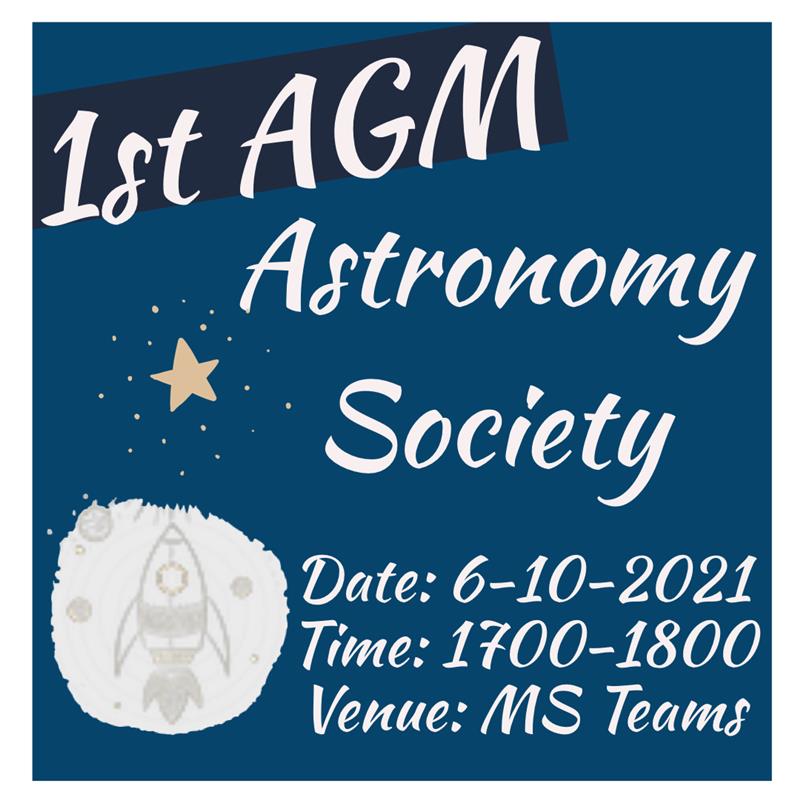 1st AGM
Astronomy
Society
Date: 6-10-2021
Time: 1700-1800
Venue: MS Teams